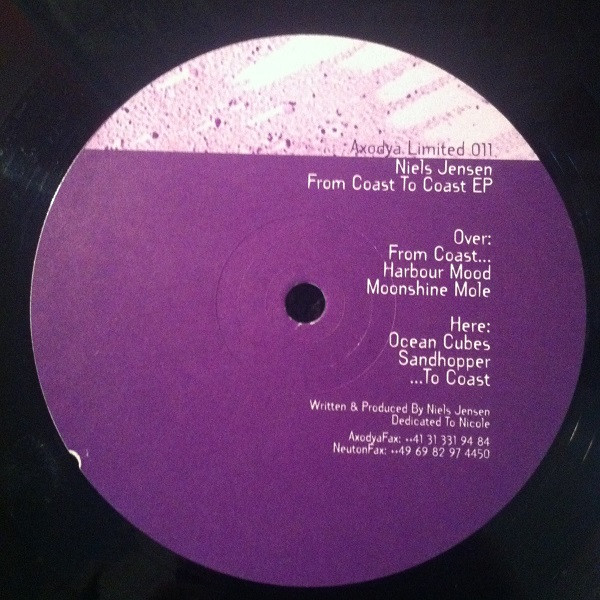 Axodya Limited 011
Niels Jensen
From Coast To Coast EP
Over:
From Coast...
Harbour Mood
Moonshine Mole
Here:
Ocean Cubes
Sandhopper
...To Coast
Written & Produced By Niels Jensen
Dedicated To Nicole
AxodyaFax: ++41 31 331 94 84
NeutonFax: ++49 69 82 97 4450